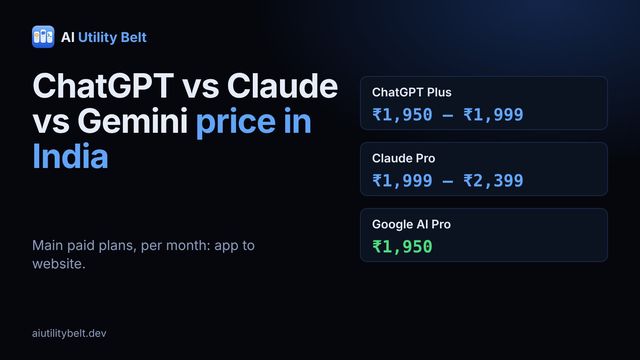 AI Utility Belt
ChatGPT vs Claude
vs Gemini price in
India
Main paid plans, per month: app to
website.
aiutilitybelt.dev
ChatGPT Plus
₹1,950 – ₹1,999
Claude Pro
₹1,999 – ₹2,399
Google AI Pro
₹1,950